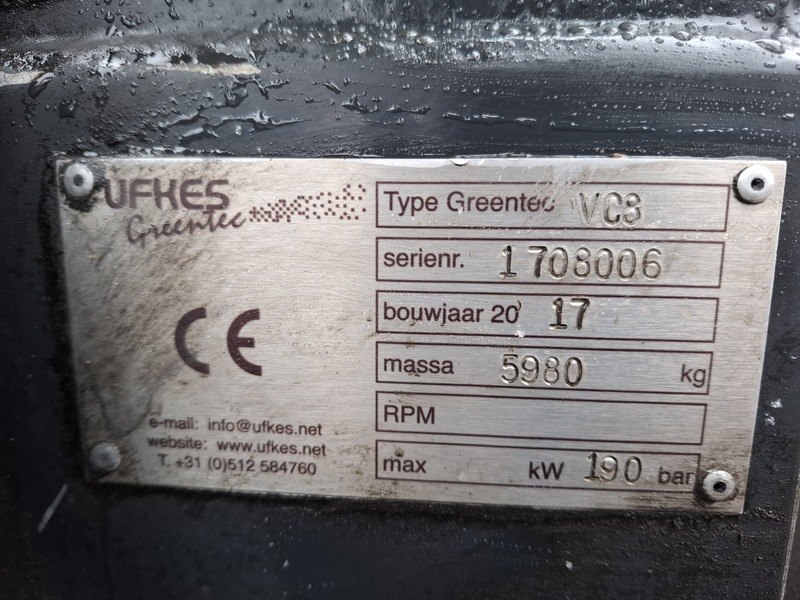 UFKES
Greentec
CE
e-mail: info@ufkes.net
website: www.ufkes.net
T. +31 (0)512 584760
Type Greentec VC8
serienr. 1708006
bouwjaar 20' 17
massa 5980 kg
RPM
max kW 190 bar